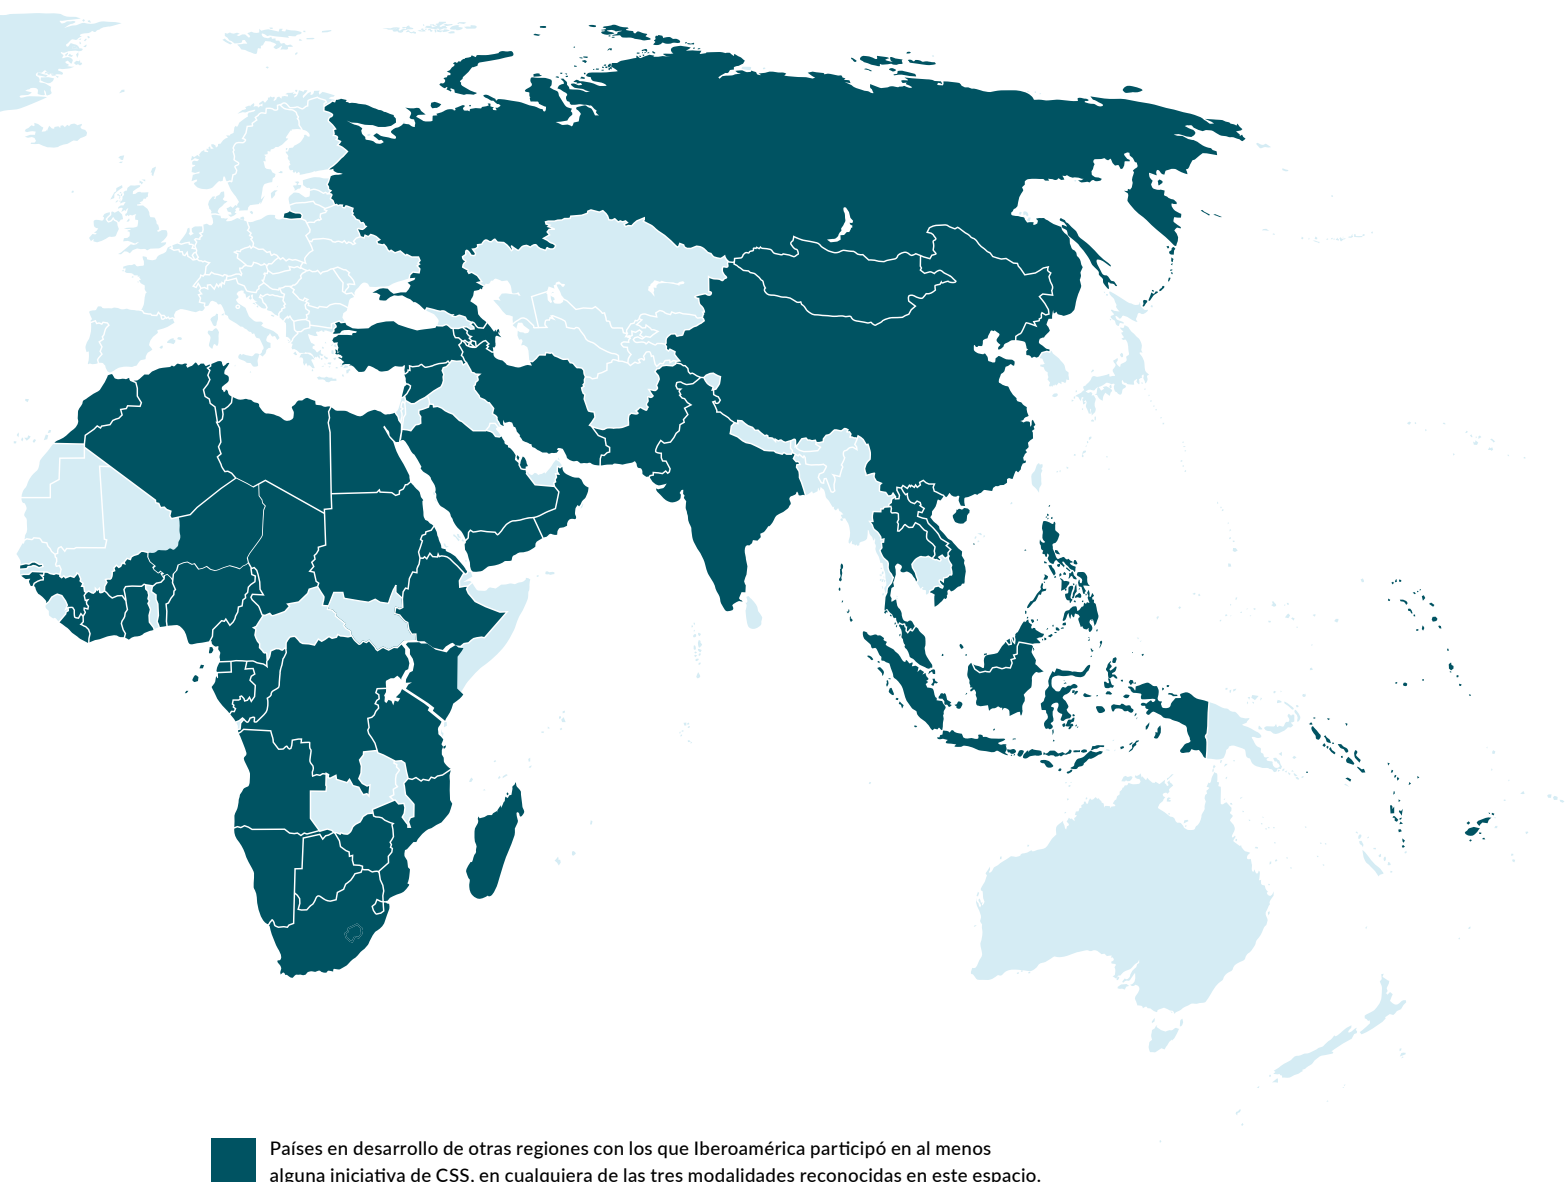 Países en desarrollo de otras regiones con los que Iberoamérica participó en al menos
alguna iniciativa de CSS, en cualquiera de las tres modalidades reconocidas en este espacio.